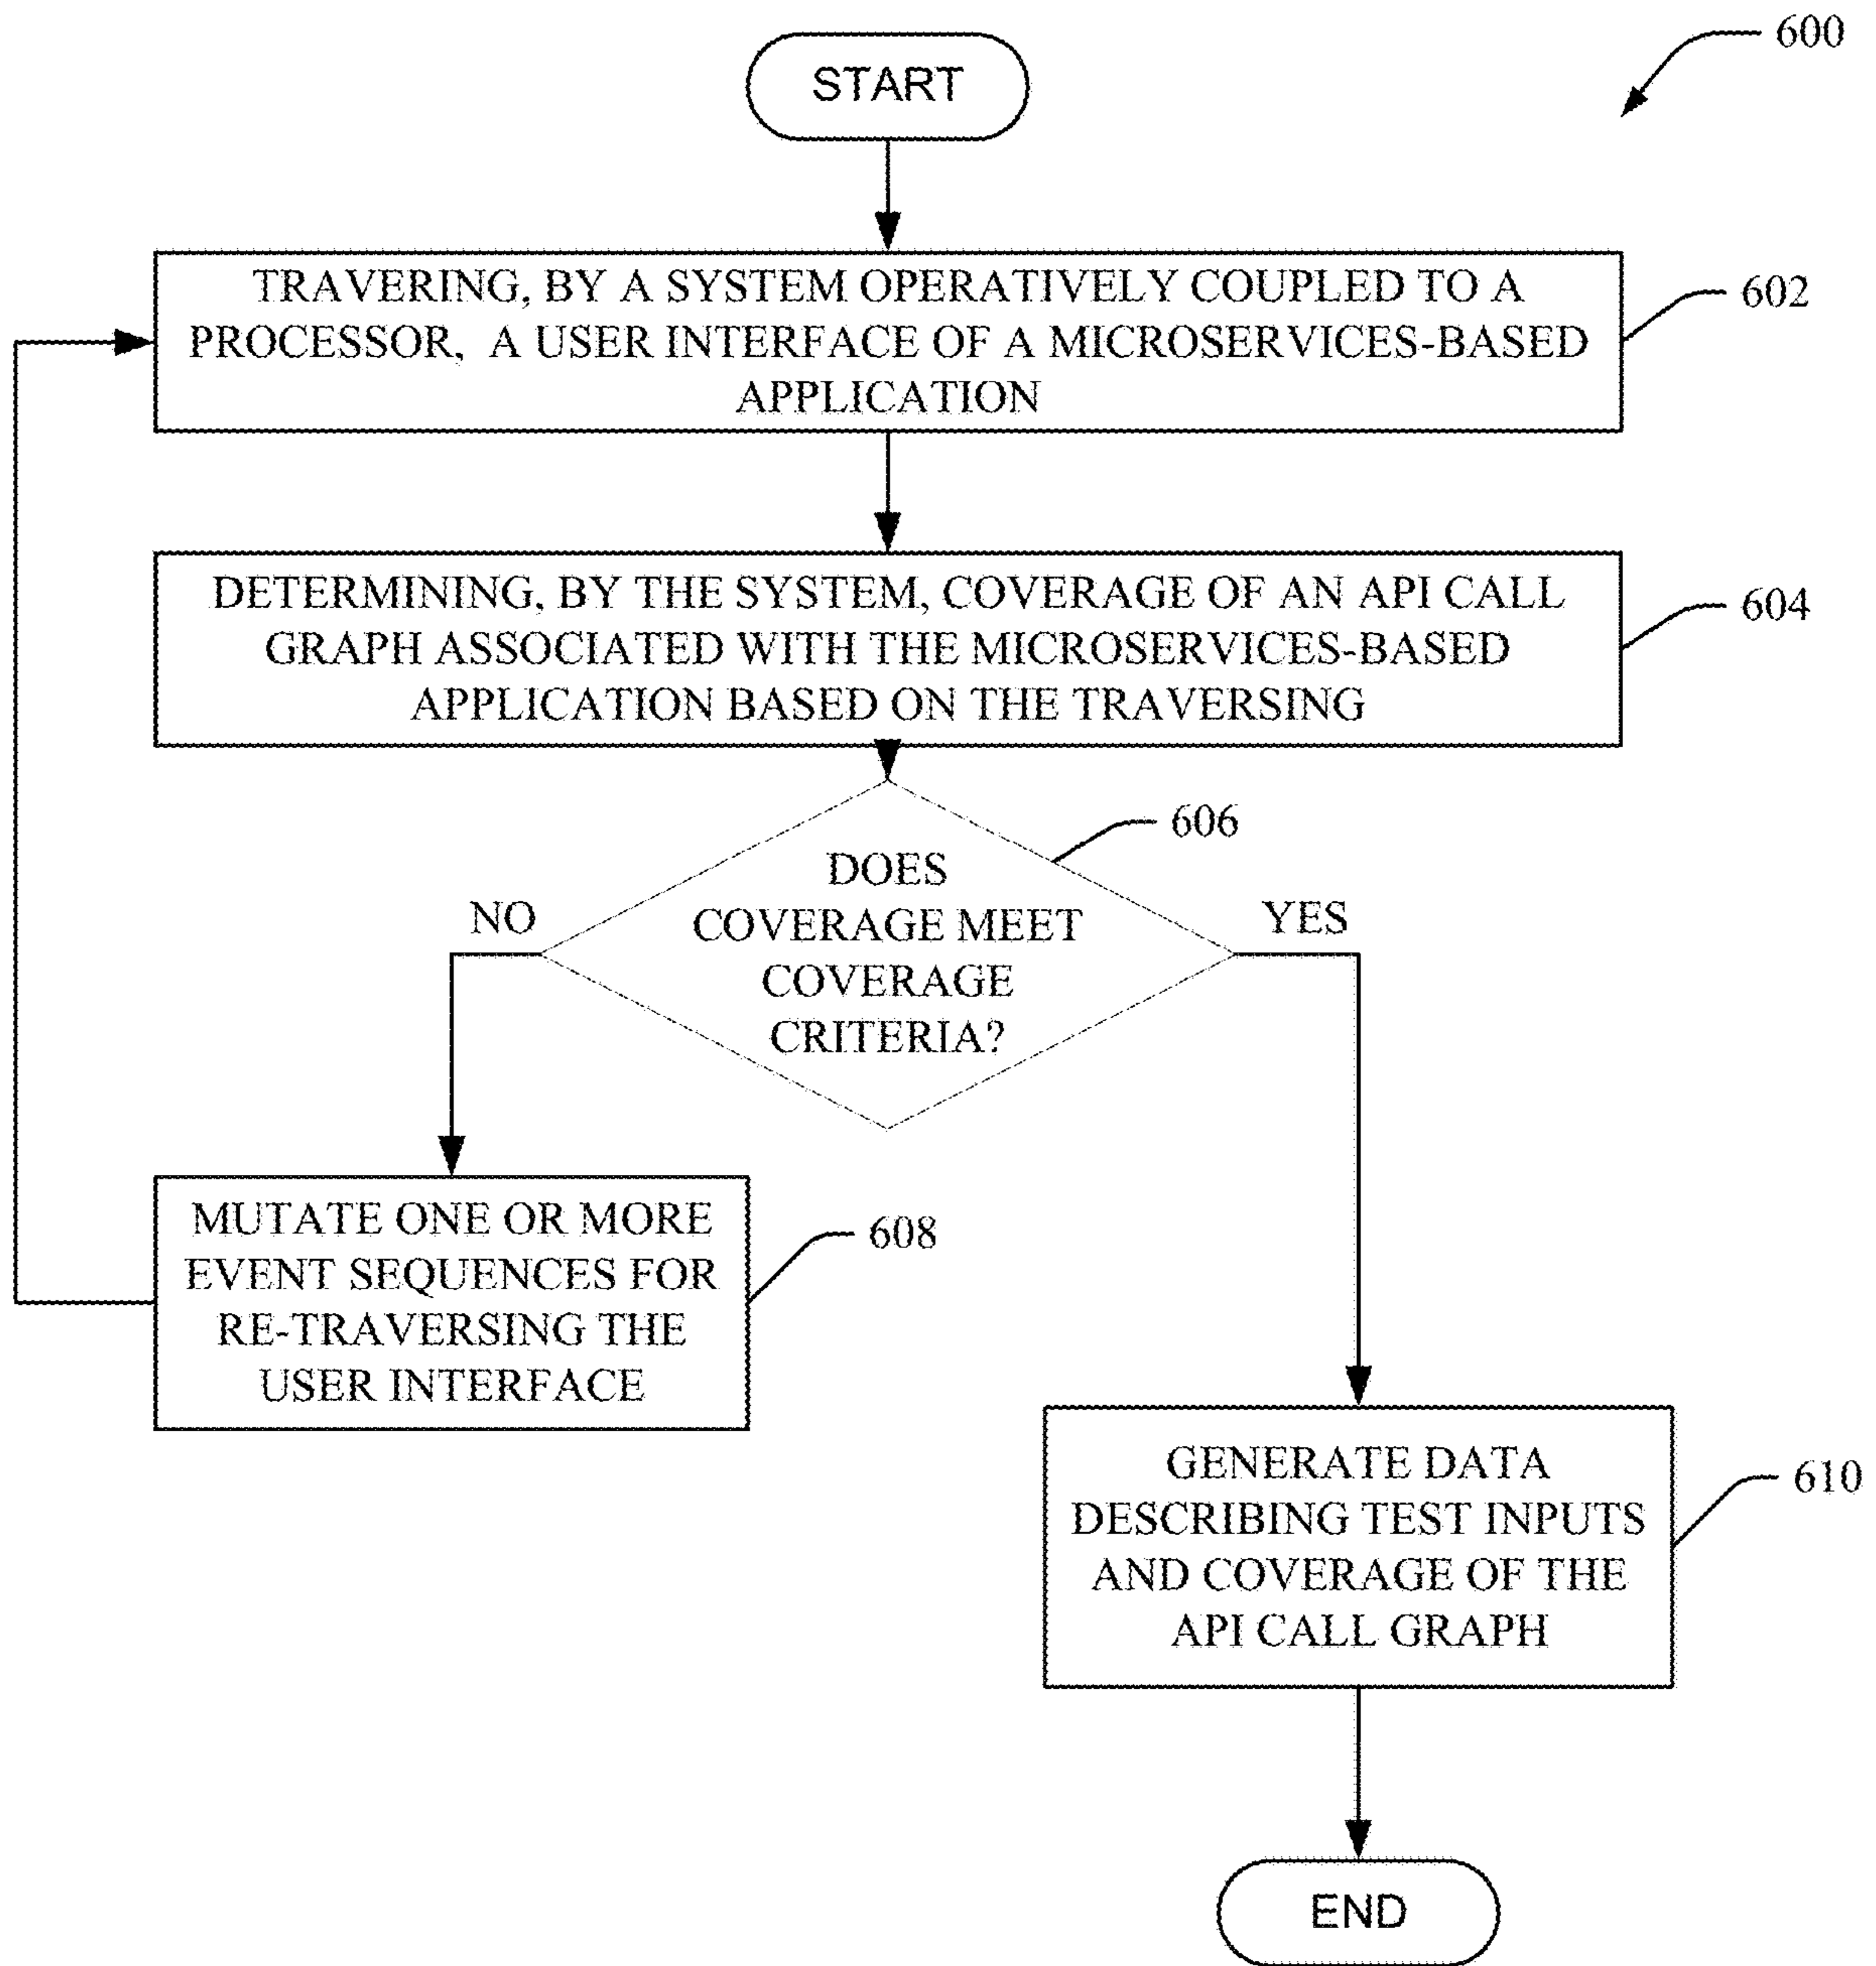 600
START
TRAVERING, BY A SYSTEM OPERATIVELY COUPLED TO A
PROCESSOR, A USER INTERFACE OF A MICROSERVICES-BASED
APPLICATION
602
DETERMINING, BY THE SYSTEM, COVERAGE OF AN API CALL
GRAPH ASSOCIATED WITH THE MICROSERVICES-BASED
APPLICATION BASED ON THE TRAVERSING
604
606
DOES
COVERAGE MEET
COVERAGE
CRITERIA?
NO
YES
MUTATE ONE OR MORE
EVENT SEQUENCES FOR
RE-TRAVERSING THE
USER INTERFACE
608
GENERATE DATA
DESCRIBING TEST INPUTS
AND COVERAGE OF THE
API CALL GRAPH
610
END